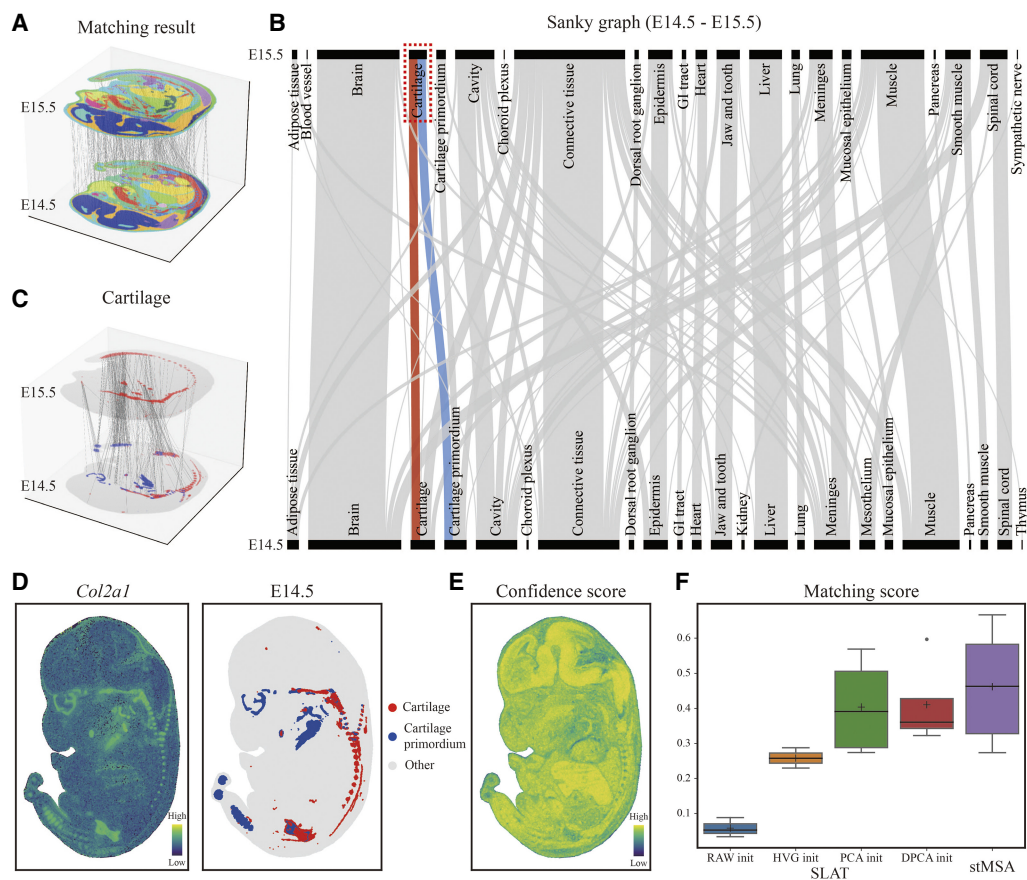 A
Matching result
E15.5
E14.5
B
Sanky graph (E14.5 - E15.5)
E15.5
Adipose tissue
Blood vessel
Brain
Cartilage
Cartilage primordium
Cavity
Choroid plexus
Connective tissue
Dorsal root ganglion
Epidermis
GI tract
Heart
Jaw and tooth
Liver
Lung
Meninges
Mucosal epithelium
Muscle
Pancreas
Smooth muscle
Spinal cord
Sympathetic nerve
E14.5
Adipose tissue
Brain
Cartilage
Cartilage primordium
Cavity
Choroid plexus
Connective tissue
Dorsal root ganglion
Epidermis
GI tract
Heart
Jaw and tooth
Kidney
Liver
Lung
Meninges
Mesothelium
Mucosal epithelium
Muscle
Pancreas
Smooth muscle
Spinal cord
Thymus
C
Cartilage
E15.5
E14.5
D
Col2a1
High
Low
E14.5
Cartilage
Cartilage
primordium
Other
E
Confidence score
High
Low
F
Matching score
0.6
0.5
0.4
0.3
0.2
0.1
RAW init
HVG init
PCA init
DPCA init
SLAT
stMSA